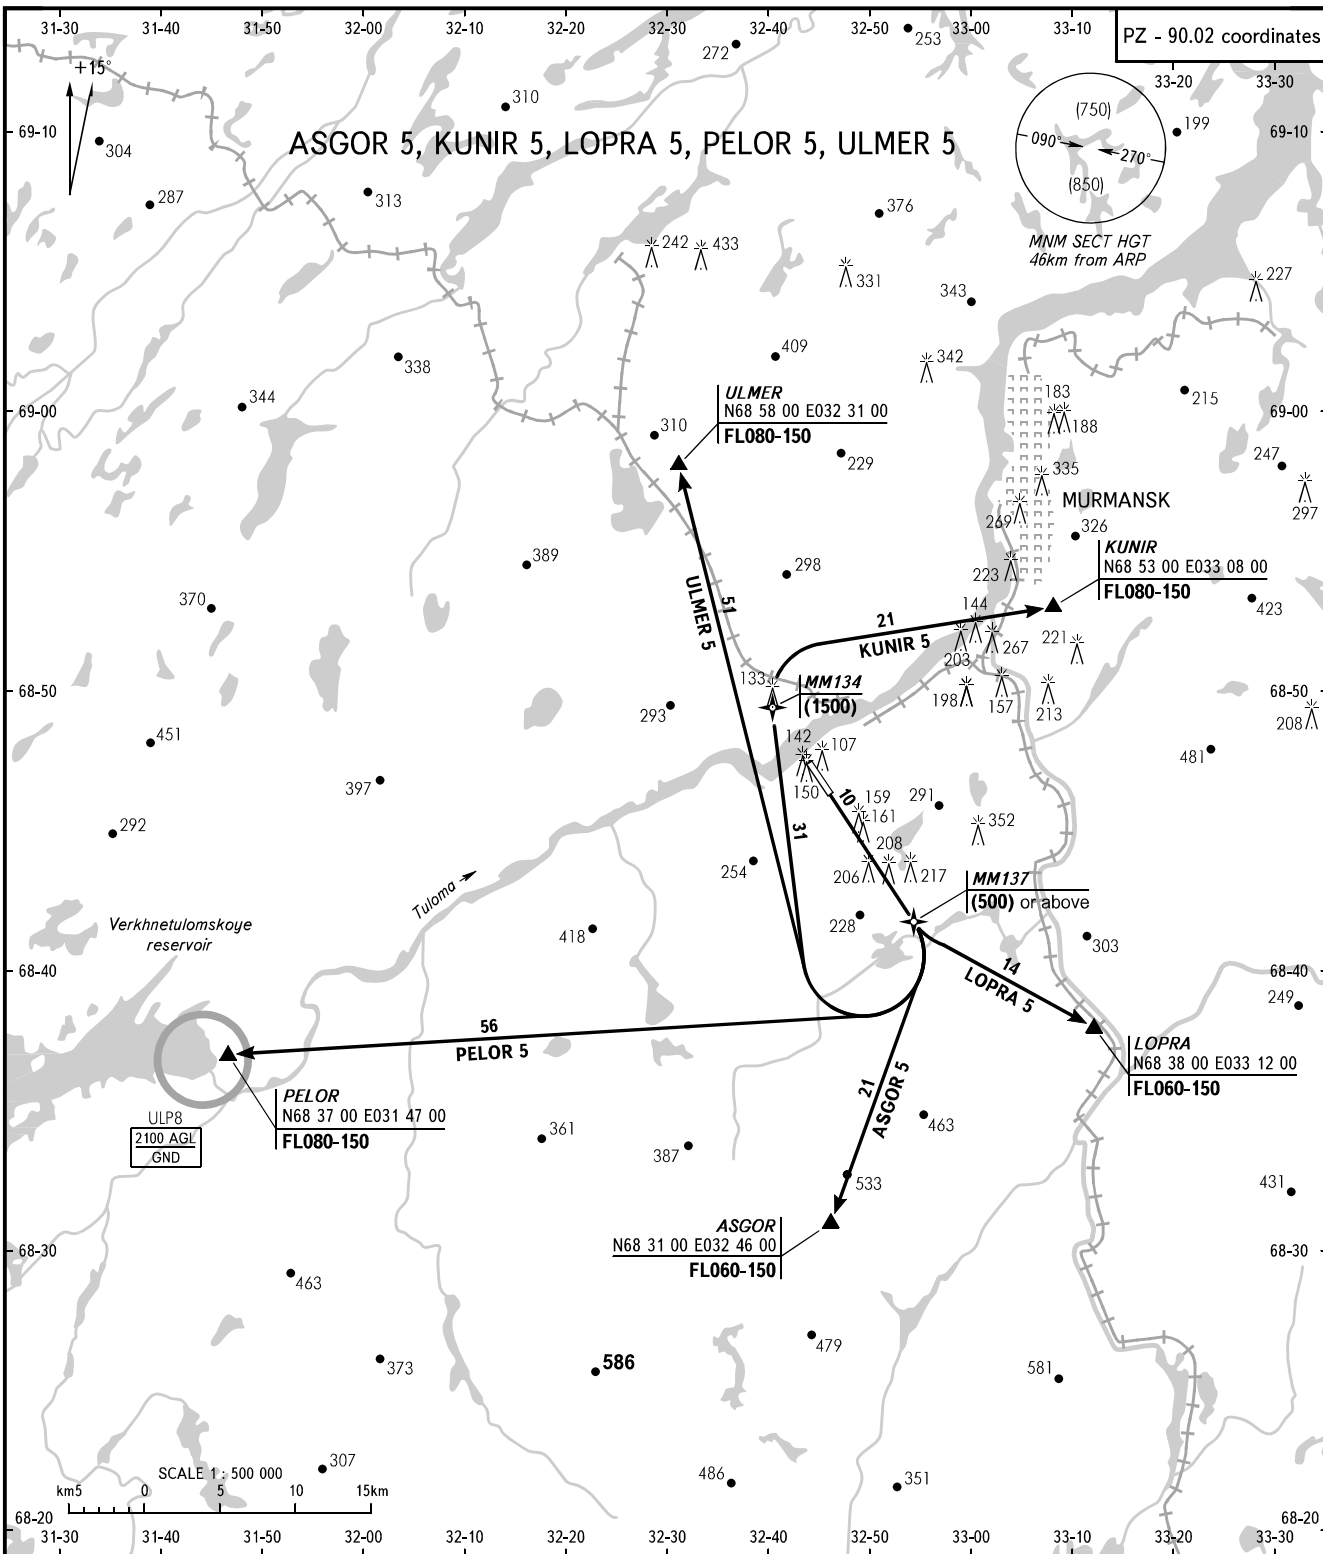 31-30 31-40 31-50 32-00 32-10 32-20 32-30 32-40 32-50 33-00 33-10
PZ - 90.02 coordinates
33-20 33-30
+15°
272
253
310
69-10
304
ASGOR 5, KUNIR 5, LOPRA 5, PELOR 5, ULMER 5
(750)
090°
270°
(850)
199
69-10
MNM SECT HGT
46km from ARP
287
313
376
242
433
331
343
227
338
409
342
344
69-00
ULMER
N68 58 00 E032 31 00
FL080-150
310
229
183
188
215
69-00
335
247
297
MURMANSK
269
326
389
298
223
KUNIR
N68 53 00 E033 08 00
FL080-150
370
423
51
ULMER 5
21
KUNIR 5
144
203
267
221
68-50
133
MM134
(1500)
293
198
157
213
68-50
208
451
142
107
150
481
397
10
159
161
291
352
292
31
208
254
206
217
Tuloma
MM137
(500) or above
Verkhnetulomskoye
reservoir
228
418
303
68-40
14
LOPRA 5
68-40
249
56
PELOR 5
LOPRA
N68 38 00 E033 12 00
FL060-150
PELOR
N68 37 00 E031 47 00
FL080-150
ULP8
2100 AGL
GND
21
ASGOR 5
463
361
387
533
431
ASGOR
N68 31 00 E032 46 00
FL060-150
68-30
68-30
463
479
373
586
581
307
486
351
SCALE 1 : 500 000
km5 0 5 10 15km
68-20
68-20
31-30 31-40 31-50 32-00 32-10 32-20 32-30 32-40 32-50 33-00 33-10 33-20 33-30